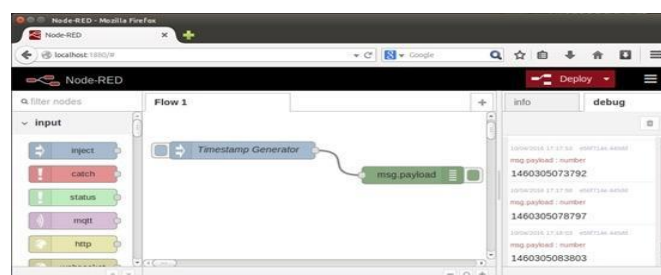 Node-RED - Mozilla Firefox
Node-RED
localhost:1880/#
Google
Node-RED
Deploy
filter nodes
input
inject
catch
status
mqtt
http
Flow 1
Timestamp Generator
msg.payload
info
debug
msg.payload : number
1460305073792
msg.payload : number
1460305078797
msg.payload : number
1460305083803